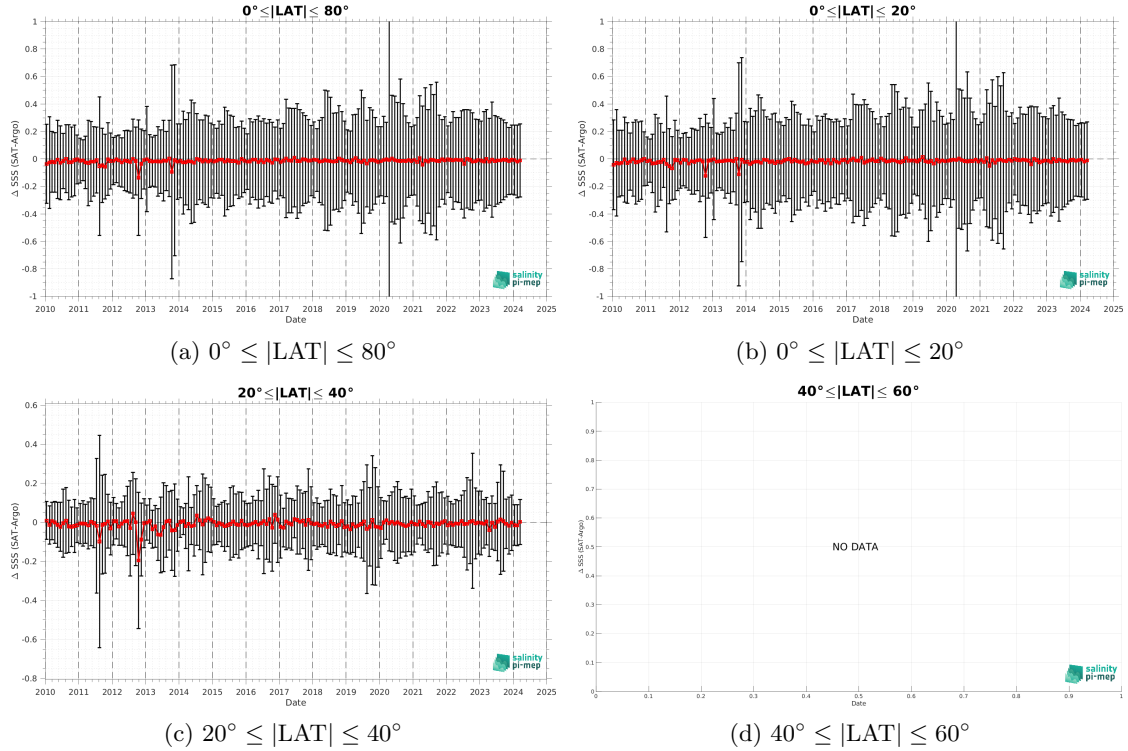 0°≤|LAT|≤ 80°
1
0.8
0.6
0.4
0.2
0
-0.2
-0.4
-0.6
-0.8
-1
Δ SSS (SAT-Argo)
2010 2011 2012 2013 2014 2015 2016 2017 2018 2019 2020 2021 2022 2023 2024 2025
Date
salinity
pi-mep
(a) 0° ≤ |LAT| ≤ 80°
0°≤|LAT|≤ 20°
1
0.8
0.6
0.4
0.2
0
-0.2
-0.4
-0.6
-0.8
-1
Δ SSS (SAT-Argo)
2010 2011 2012 2013 2014 2015 2016 2017 2018 2019 2020 2021 2022 2023 2024 2025
Date
salinity
pi-mep
(b) 0° ≤ |LAT| ≤ 20°
20°≤|LAT|≤ 40°
0.6
0.4
0.2
0
-0.2
-0.4
-0.6
-0.8
Δ SSS (SAT-Argo)
2010 2011 2012 2013 2014 2015 2016 2017 2018 2019 2020 2021 2022 2023 2024 2025
Date
salinity
pi-mep
(c) 20° ≤ |LAT| ≤ 40°
40°≤|LAT|≤ 60°
1
0.9
0.8
0.7
0.6
0.5
0.4
0.3
0.2
0.1
0
Δ SSS (SAT-Argo)
NO DATA
0 0.1 0.2 0.3 0.4 0.5 0.6 0.7 0.8 0.9 1
Date
salinity
pi-mep
(d) 40° ≤ |LAT| ≤ 60°